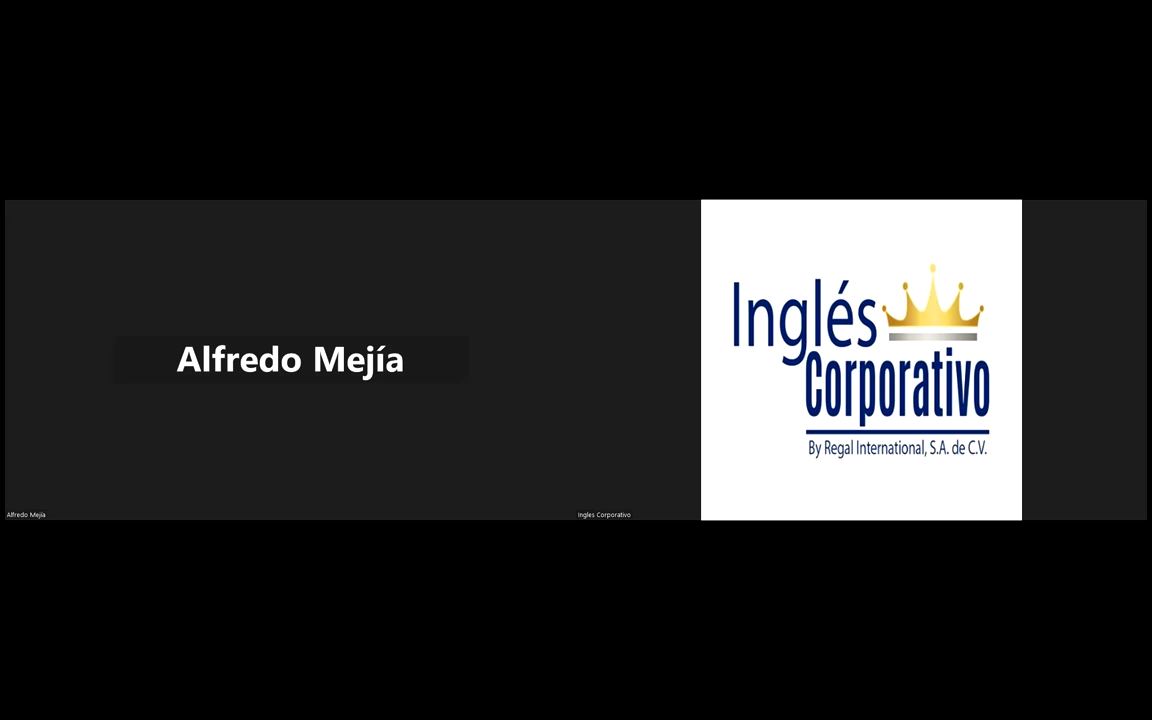 Alfredo Mejía
Inglés
Corporativo
By Regal International, S.A. de C.V.
Alfredo Mejía
Ingles Corporativo